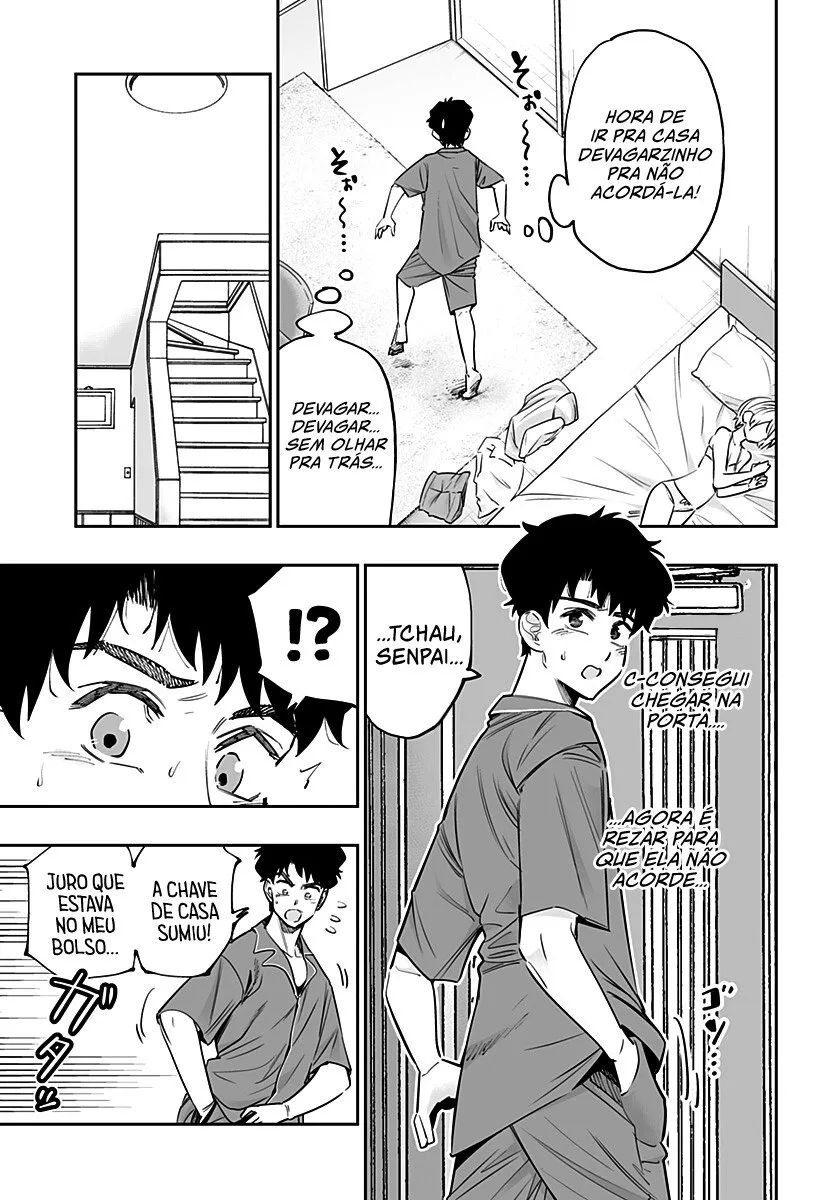 HORA DE
IR PRA CASA
DEVAGARZINHO
PRA NÃO
ACORDÁ-LA!
そぉ〜〜…
そぉ〜〜…
DEVAGAR...
DEVAGAR...
SEM OLHAR
PRA TRÁS...
...TCHAU,
SENPAI...
C-CONSEGUI
CHEGAR NA
PORTA....
...AGORA É
REZAR PARA
QUE ELA NÃO
ACORDE...
ゴソ…
!?
A CHAVE
DE CASA
SUMIU!
JURO QUE
ESTAVA
NO MEU
BOLSO...
ガタッ